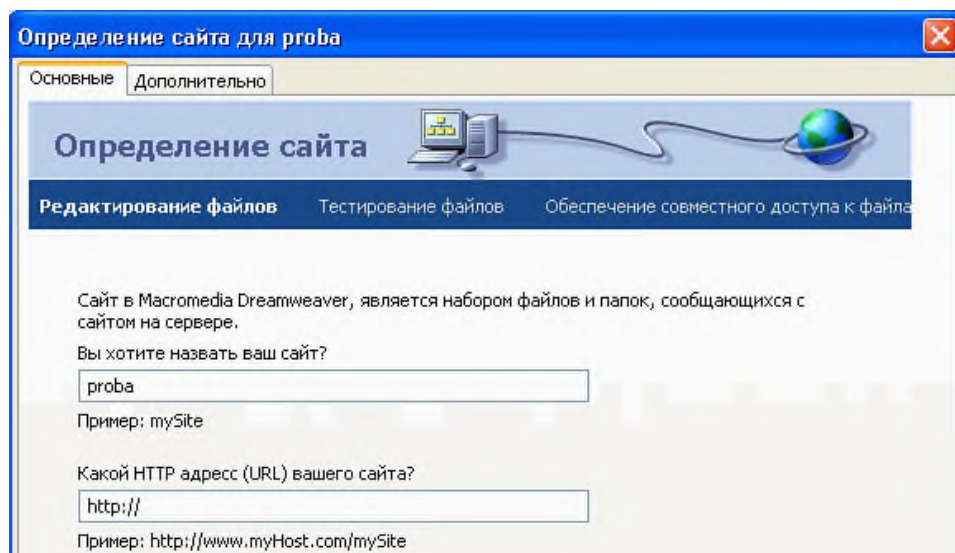 Определение сайта для proba
Основные
Дополнительно
Определение сайта
Редактирование файлов
Тестирование файлов
Обеспечение совместного доступа к файла
Сайт в Macromedia Dreamweaver, является набором файлов и папок, сообщающихся с
сайтом на сервере.
Вы хотите назвать ваш сайт?
proba
Пример: mySite
Какой HTTP адресс (URL) вашего сайта?
http://
Пример: http://www.myHost.com/mySite